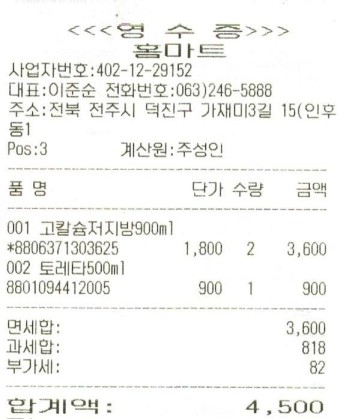 <<<영 수 증>>>
홈마트
사업자번호:402-12-29152
대표:이준순 전화번호:063)246-5888
주소:전북 전주시 덕진구 가재미3길 15(인후
동1
Pos:3 계산원:주성인
품 명 단가 수량 금액
001 고칼슘저지방900ml
*8806371303625 1,800 2 3,600
002 토레타500ml
8801094412005 900 1 900
면세합: 3,600
과세합: 818
부가세: 82
합계액: 4,500